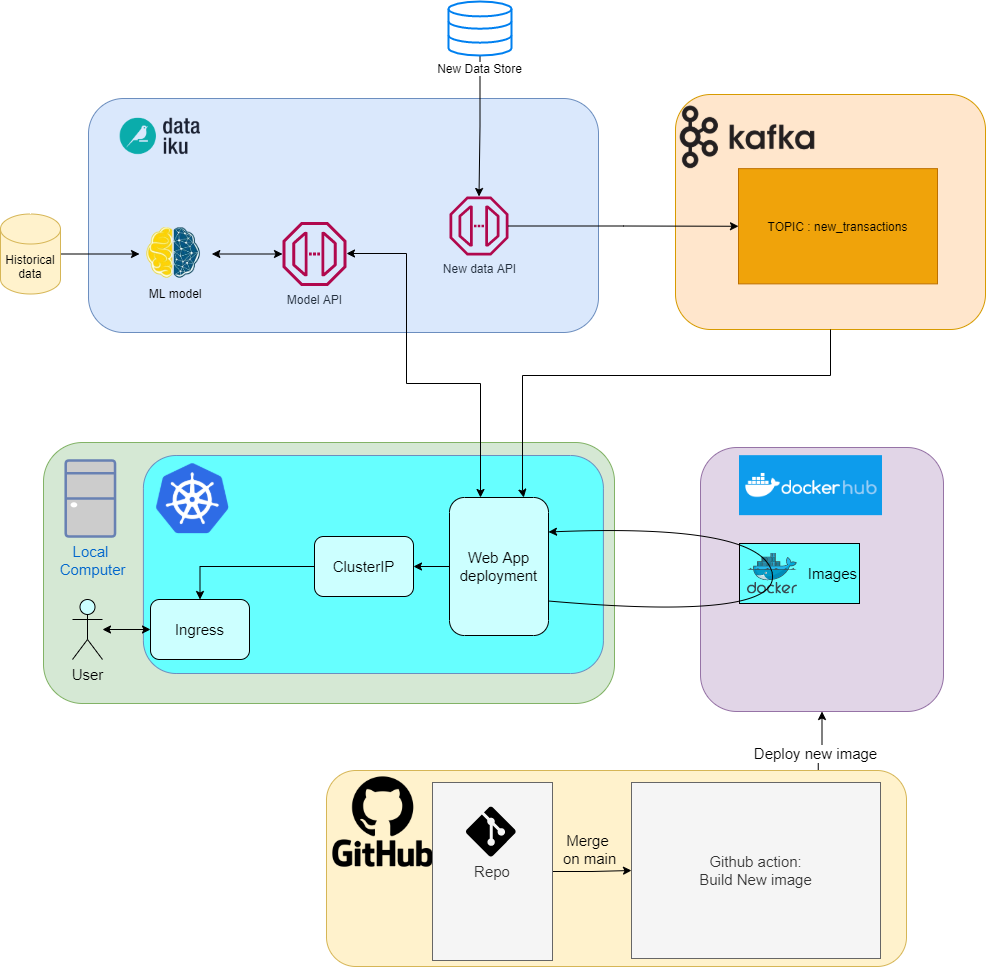 New Data Store
data
iku
kafka
TOPIC : new_transactions
Historical
data
ML model
Model API
New data API
Local
Computer
User
Ingress
ClusterIP
Web App
deployment
dockerhub
docker
Images
Deploy new image
GitHub
Repo
Merge
on main
Github action:
Build New image